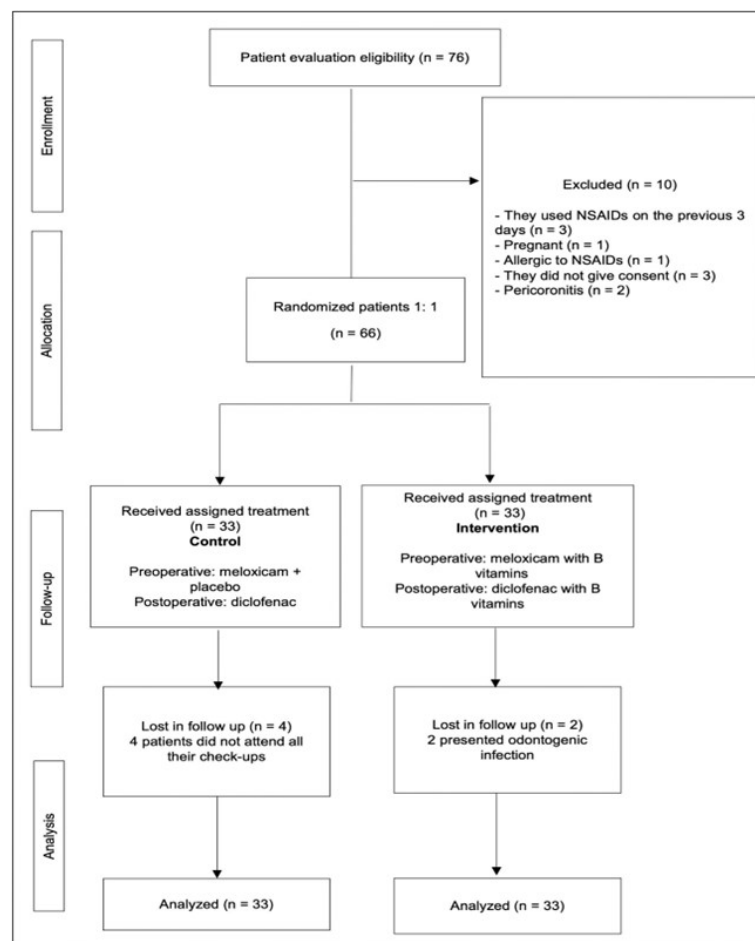 Enrollment
Patient evaluation eligibility (n = 76)
Excluded (n = 10)
- They used NSAIDs on the previous 3
days (n = 3)
- Pregnant (n = 1)
- Allergic to NSAIDs (n = 1)
- They did not give consent (n = 3)
- Pericoronitis (n = 2)
Allocation
Randomized patients 1: 1
(n = 66)
Follow-up
Received assigned treatment
(n = 33)
Control
Preoperative: meloxicam +
placebo
Postoperative: diclofenac
Received assigned treatment
(n = 33)
Intervention
Preoperative: meloxicam with B
vitamins
Postoperative: diclofenac with B
vitamins
Lost in follow up (n = 4)
4 patients did not attend all
their check-ups
Lost in follow up (n = 2)
2 presented odontogenic
infection
Analysis
Analyzed (n = 33)
Analyzed (n = 33)